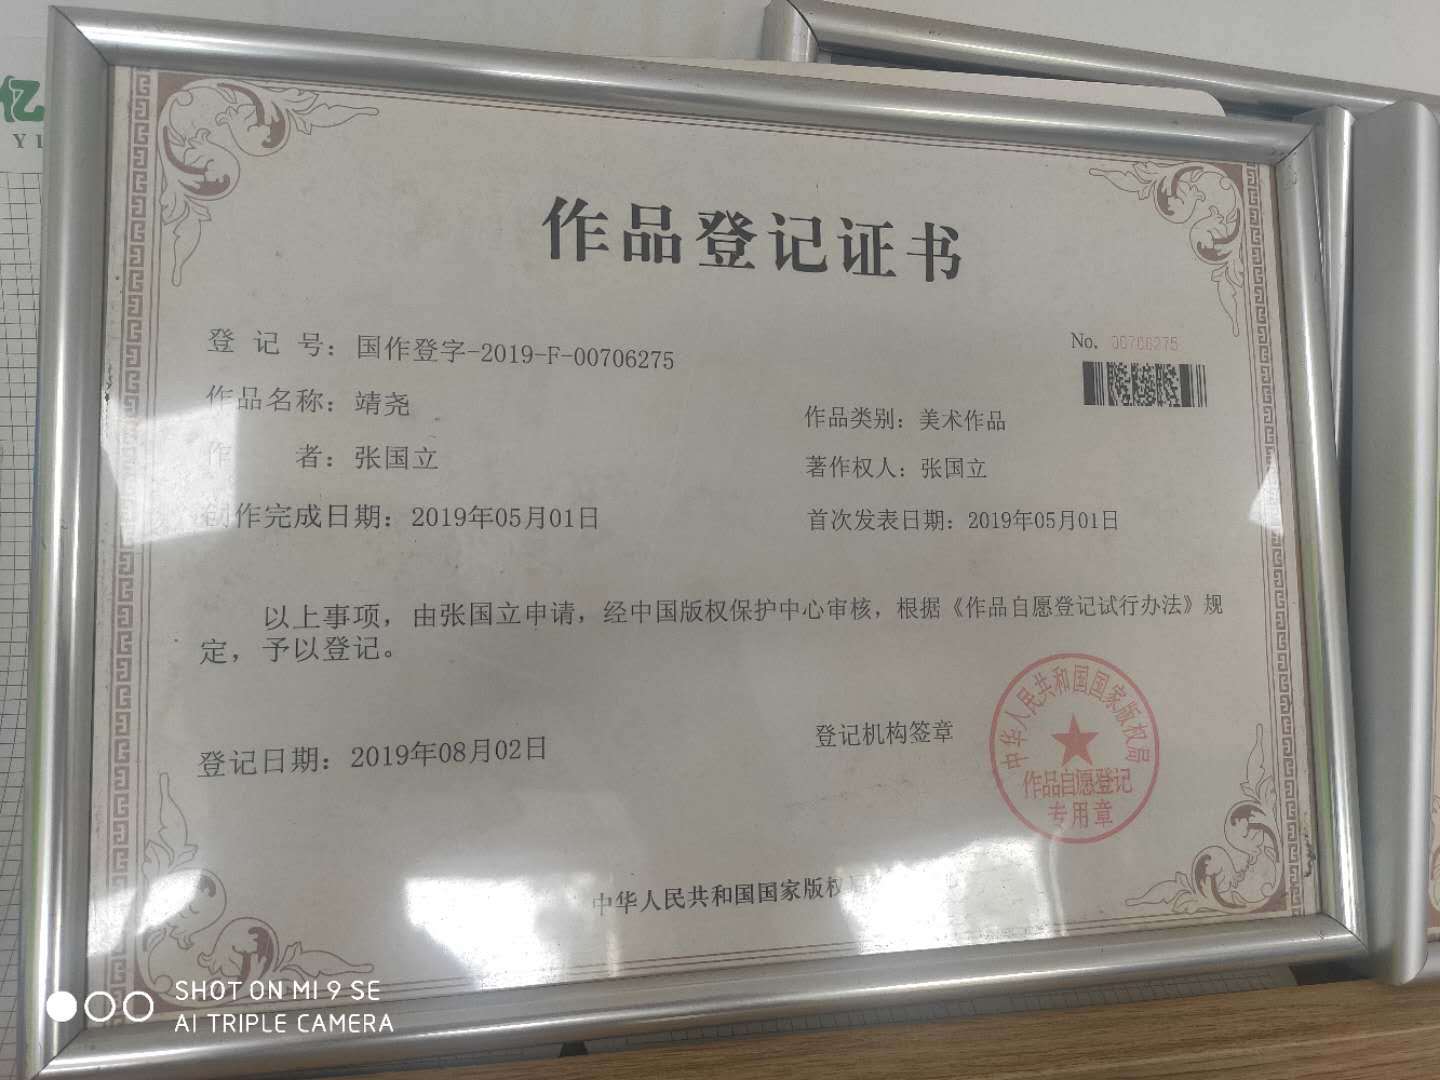 亿
YI
作品登记证书
登 记 号：国作登字-2019-F-00706275
No. 00706275
作品名称：靖尧
作品类别：美术作品
作 者：张国立
著作权人：张国立
创作完成日期：2019年05月01日
首次发表日期：2019年05月01日
以上事项，由张国立申请，经中国版权保护中心审核，根据《作品自愿登记试行办法》规
定，予以登记。
登记日期：2019年08月02日
登记机构签章
中华人民共和国国家版权局
作品自愿登记
专用章
中华人民共和国国家版权局
SHOT ON MI 9 SE
AI TRIPLE CAMERA